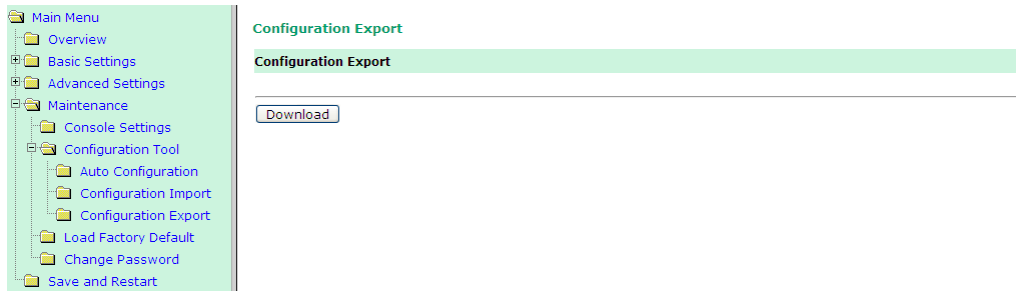 Main Menu
Overview
Basic Settings
Advanced Settings
Maintenance
Console Settings
Configuration Tool
Auto Configuration
Configuration Import
Configuration Export
Load Factory Default
Change Password
Save and Restart
Configuration Export
Configuration Export
Download